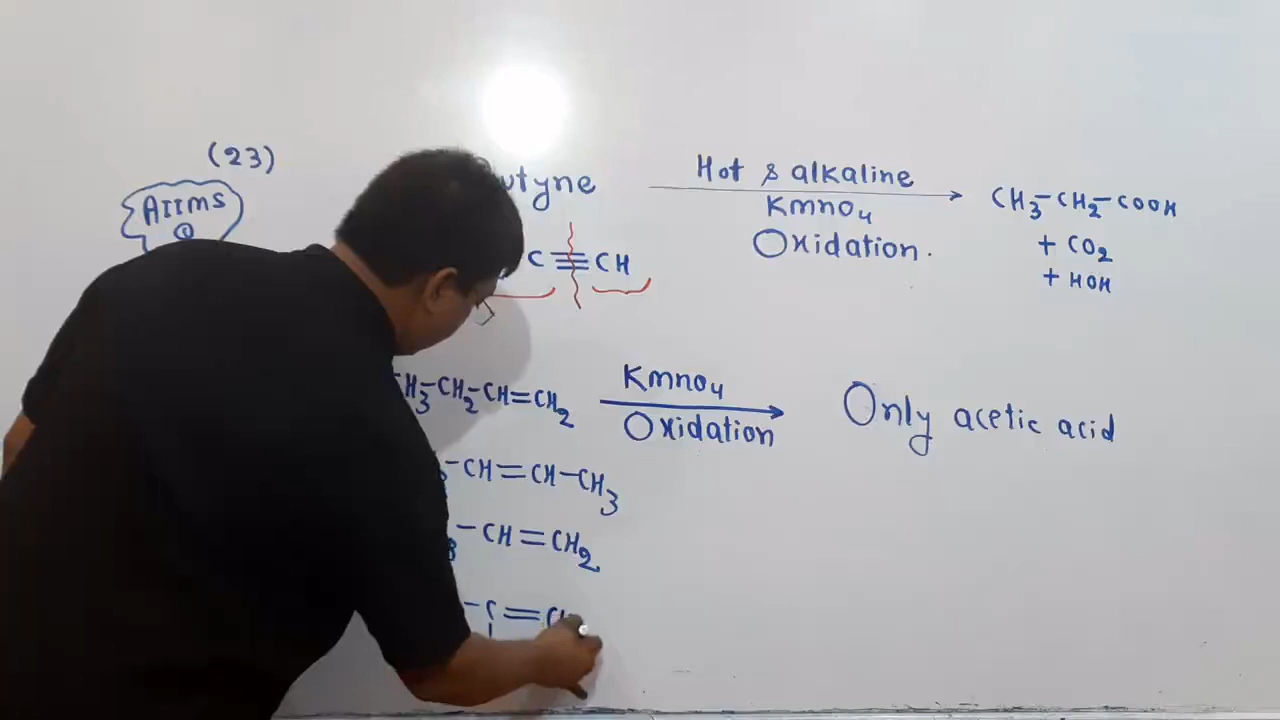 (23)
AIIMS
utyne
C≡CH
Hot & alkaline
KmnO4
Oxidation.
CH3-CH2-COOH
+ CO2
+ HOH
H3-CH2-CH=CH2
KmnO4
Oxidation
Only acetic acid
-CH=CH-CH3
-CH=CH2
-C=C